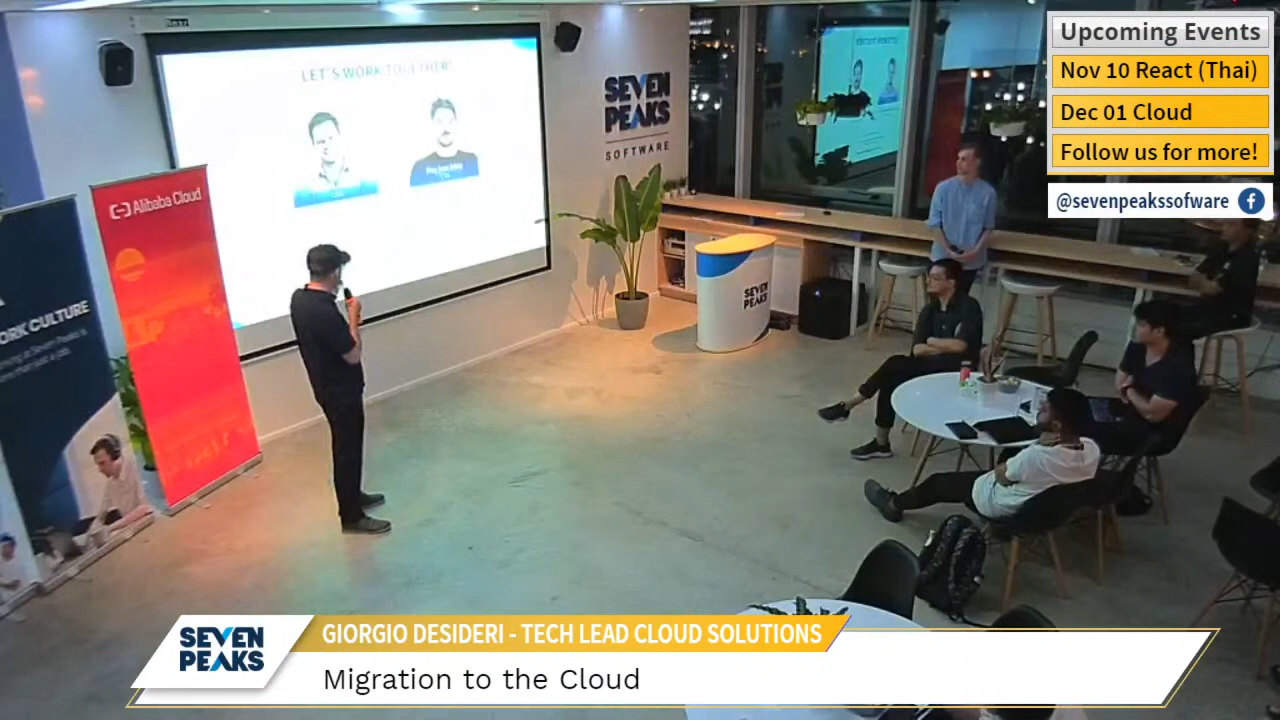 Upcoming Events
Nov 10 React (Thai)
Dec 01 Cloud
Follow us for more!
@sevenpeakssofware
LET'S WORK TOGETHER!
SEVEN
PEAKS
SOFTWARE
Alibaba Cloud
WORK CULTURE
SEVEN
PEAKS
SEVEN
PEAKS
GIORGIO DESIDERI - TECH LEAD CLOUD SOLUTIONS
Migration to the Cloud